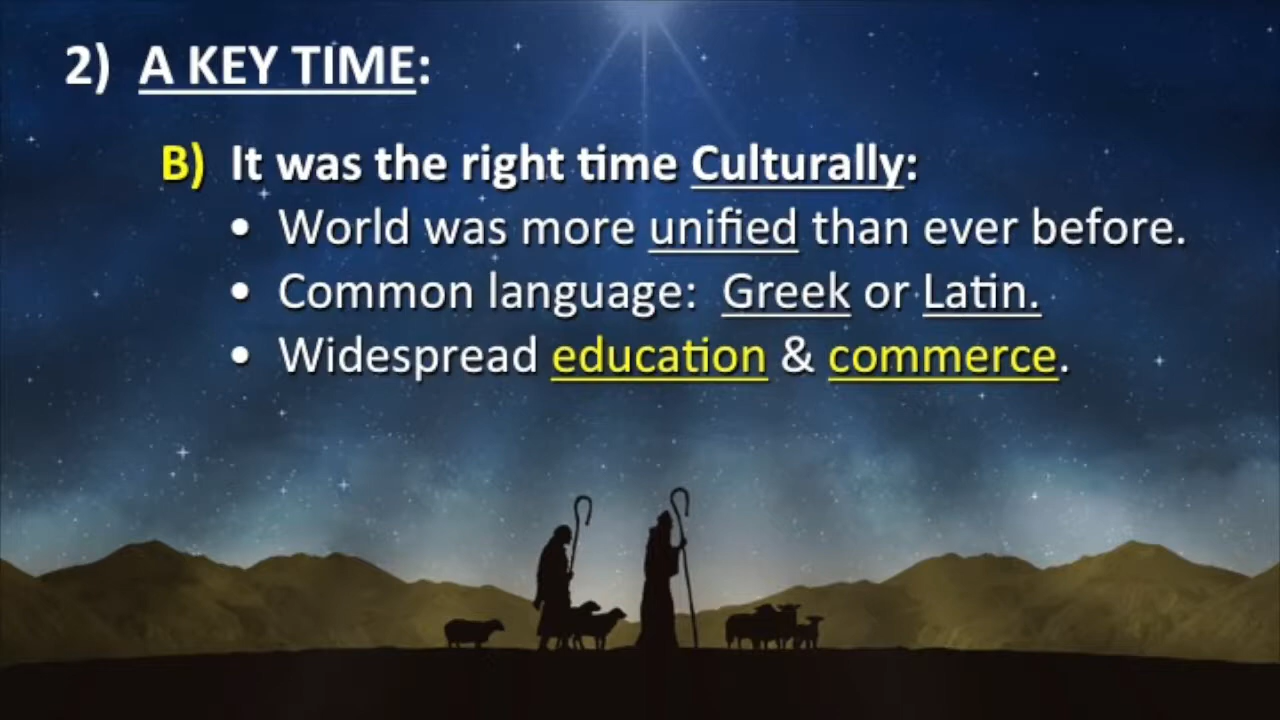 2) A KEY TIME:
B) It was the right time Culturally:
• World was more unified than ever before.
• Common language: Greek or Latin.
• Widespread education & commerce.